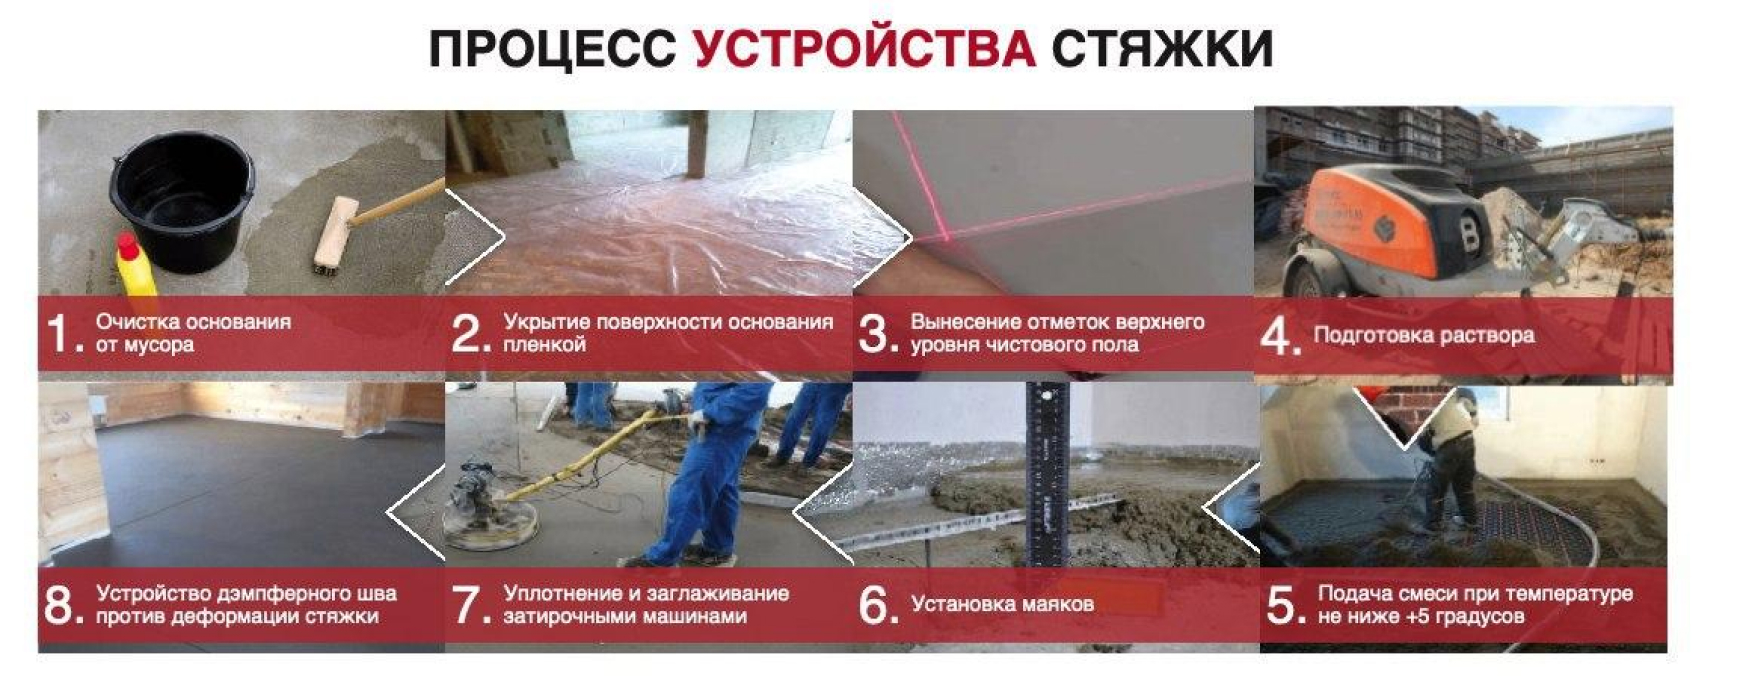 ПРОЦЕСС УСТРОЙСТВА СТЯЖКИ
1. Очистка основания
от мусора
2. Укрытие поверхности основания
пленкой
3. Вынесение отметок верхнего
уровня чистового пола
4. Подготовка раствора
5. Подача смеси при температуре
не ниже +5 градусов
6. Установка маяков
7. Уплотнение и заглаживание
затирочными машинами
8. Устройство дэмпферного шва
против деформации стяжки